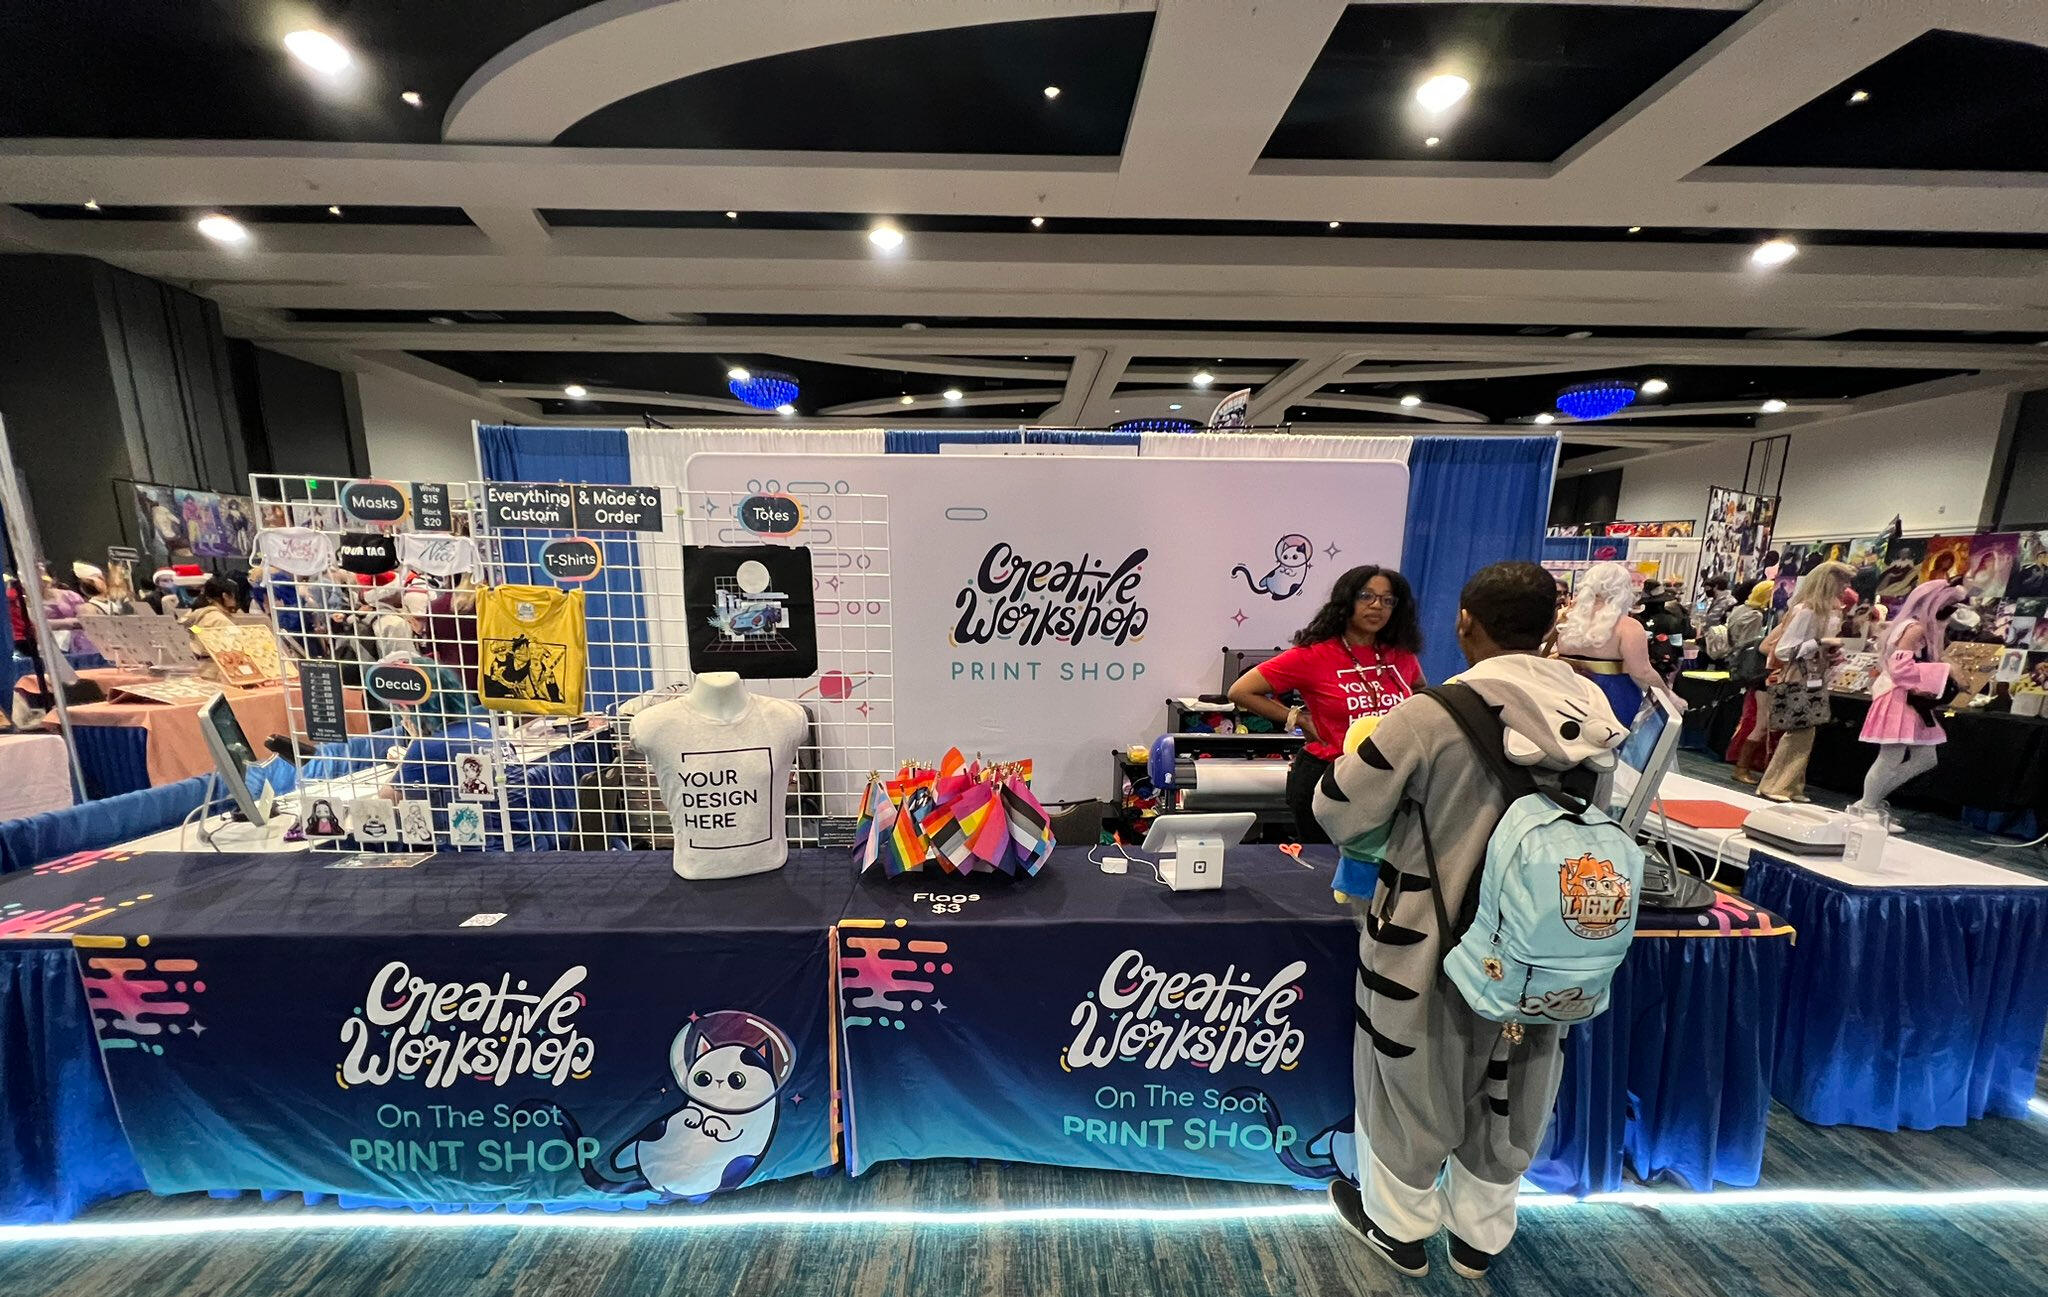 Masks
White
$15
Black
$20
Everything
Custom
& Made to
Order
Totes
YOUR TAG
Nice
T-Shirts
Decals
Creative
Workshop
PRINT SHOP
YOUR
DESIGN
HERE
YOUR
DESIGN
HERE
Flags
$3
LIGMA
Creative
Workshop
On The Spot
PRINT SHOP
Creative
Workshop
On The Spot
PRINT SHOP